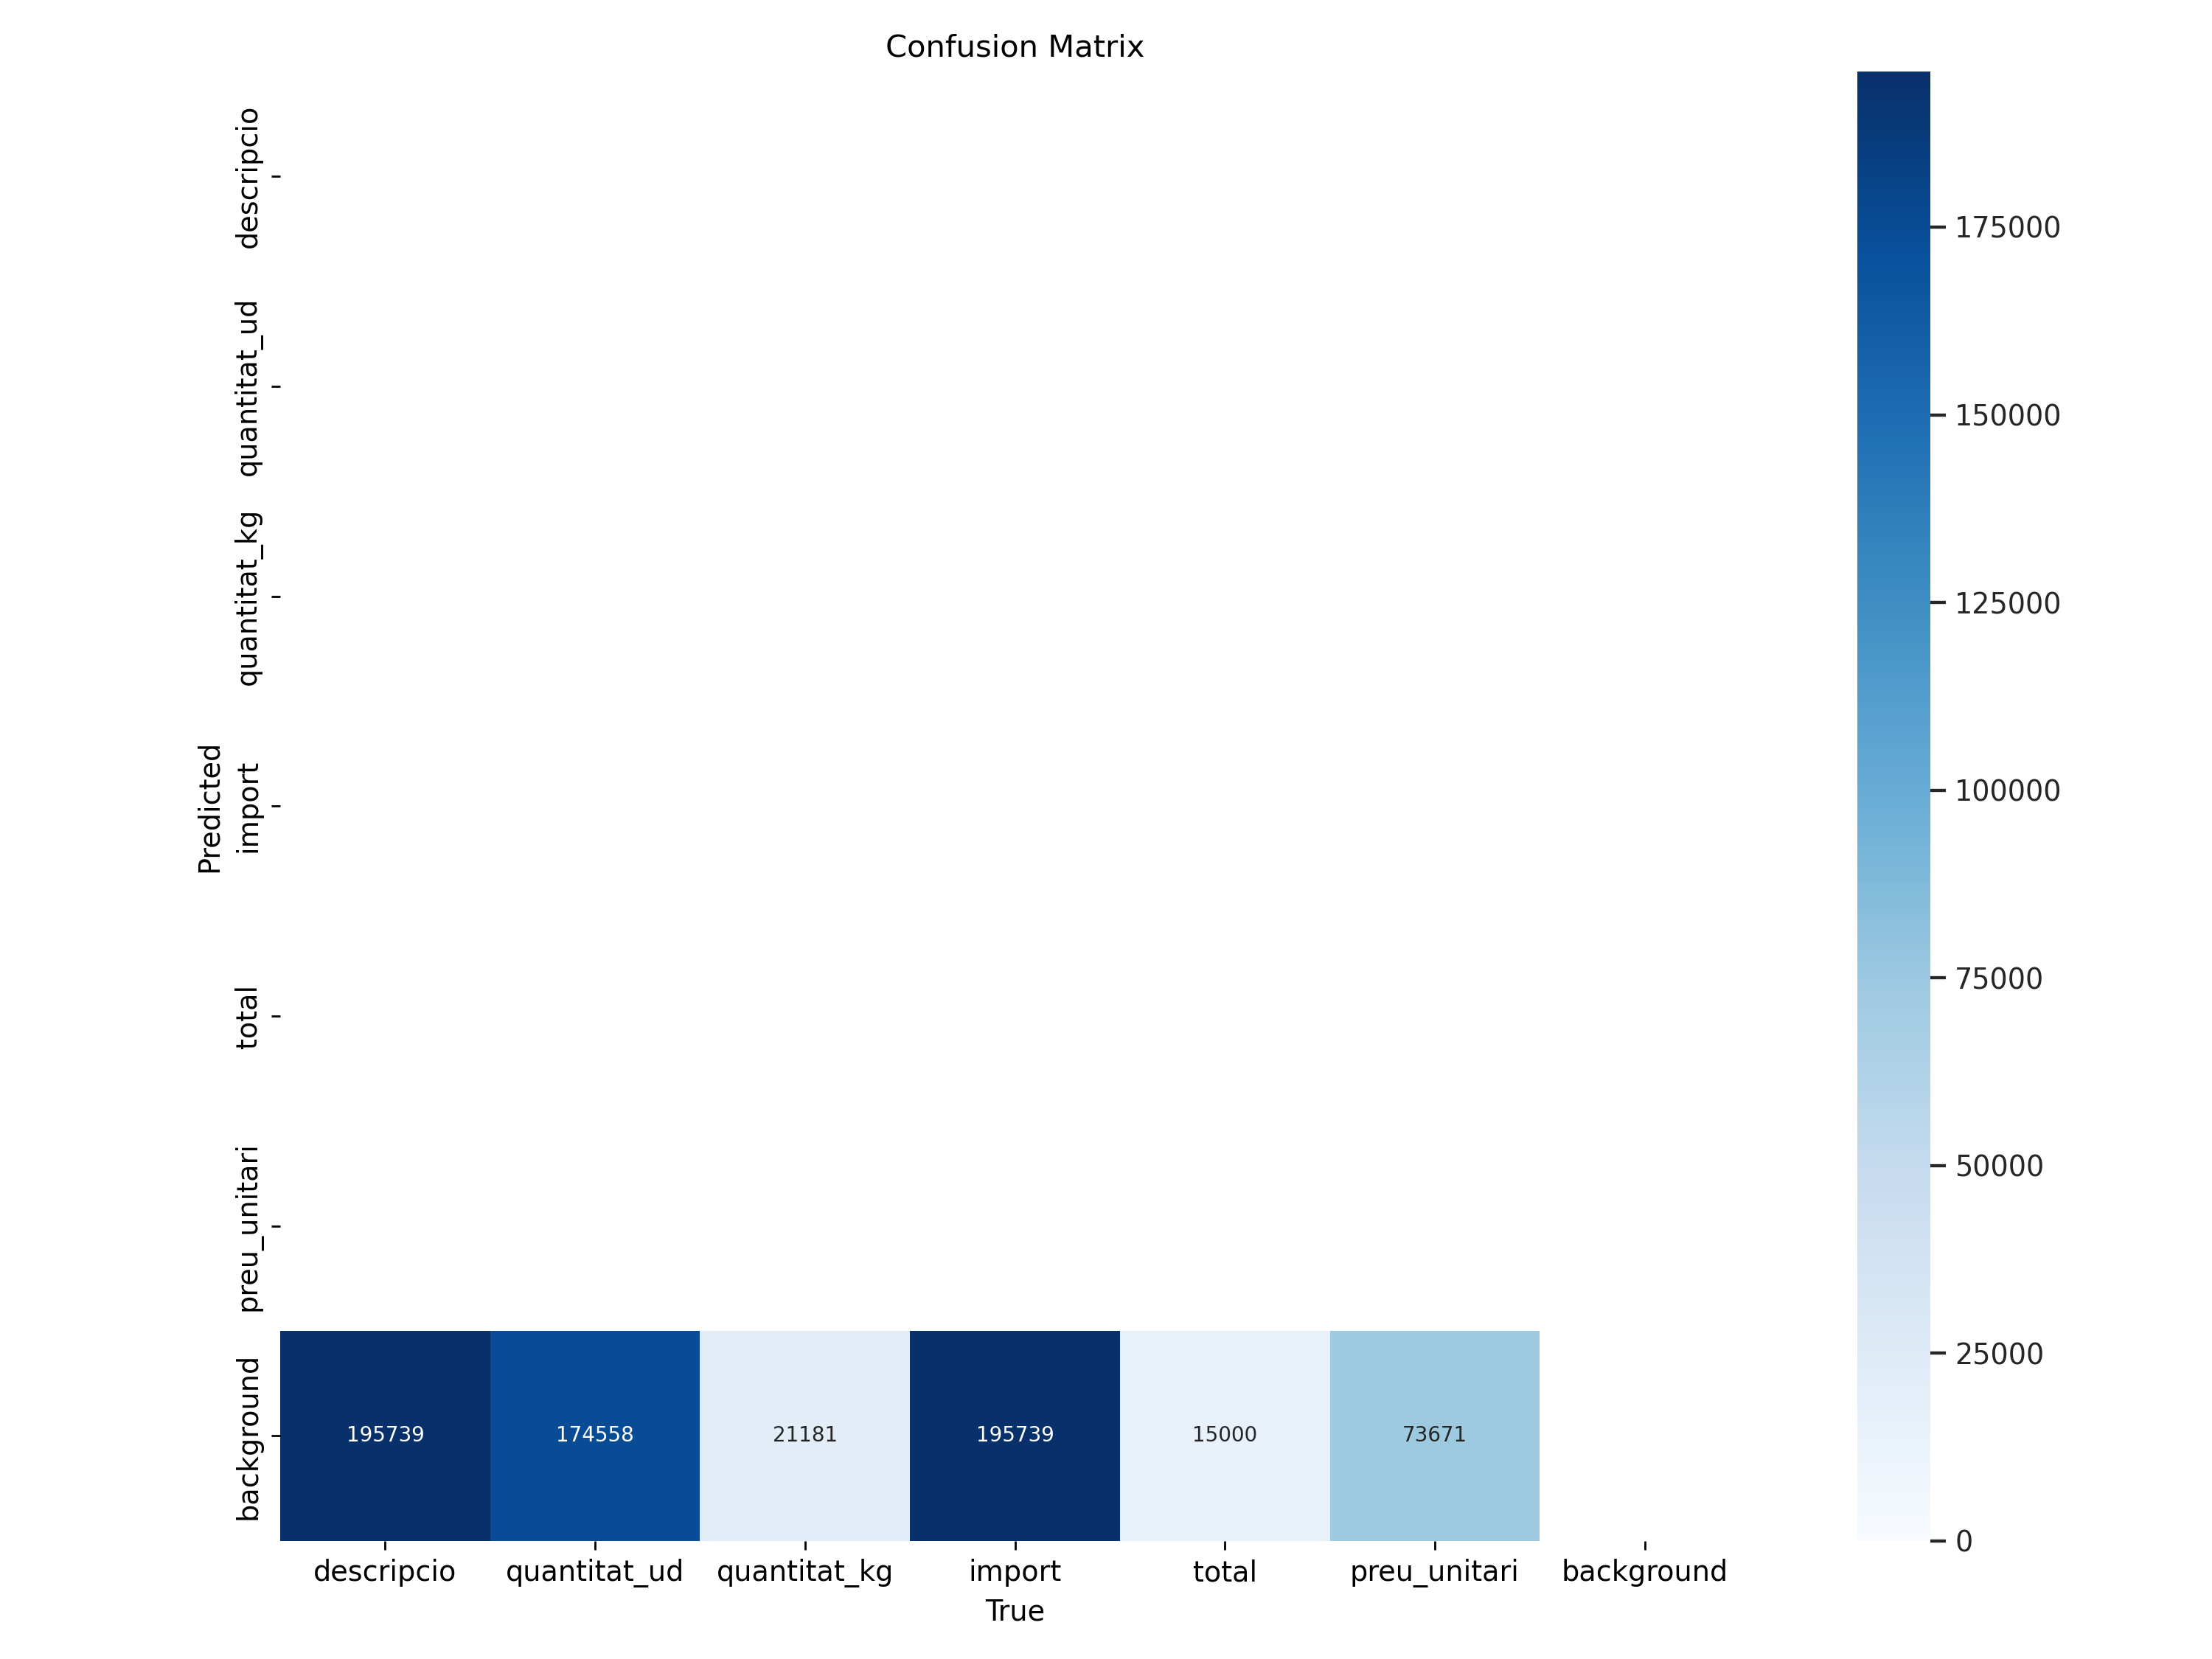 Confusion Matrix
descripcio
quantitat_ud
quantitat_kg
import
total
preu_unitari
background
Predicted
195739 174558 21181 195739 15000 73671
descripcio quantitat_ud quantitat_kg import total preu_unitari background
True
175000
150000
125000
100000
75000
50000
25000
0